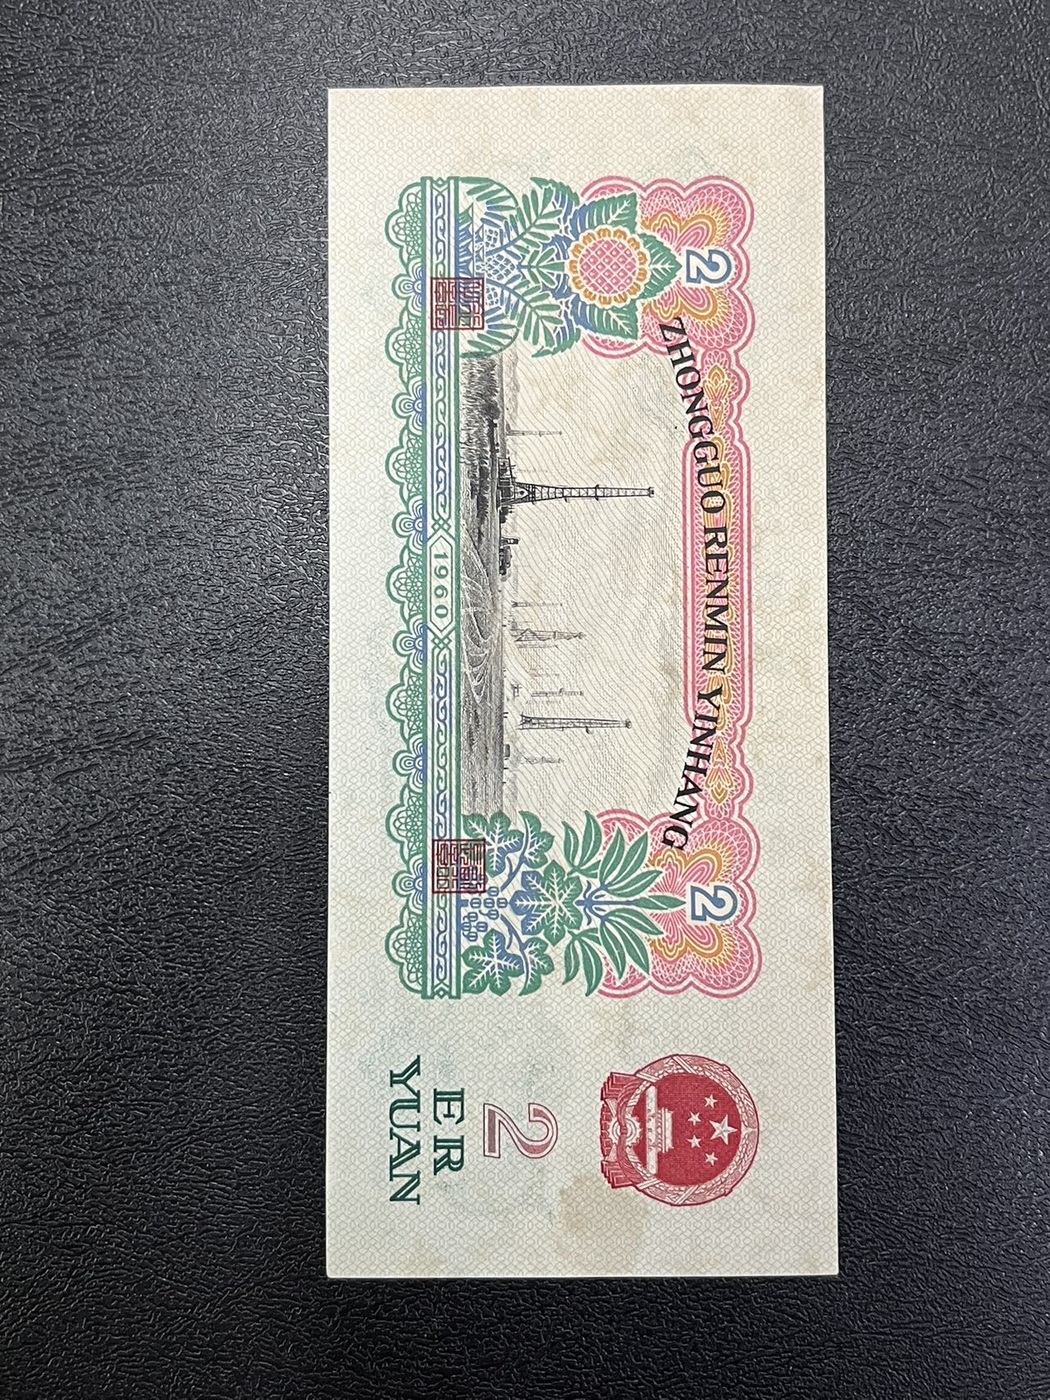 ZHONGGUO RENMIN YINHANG
2
2
1960
2
ER
YUAN